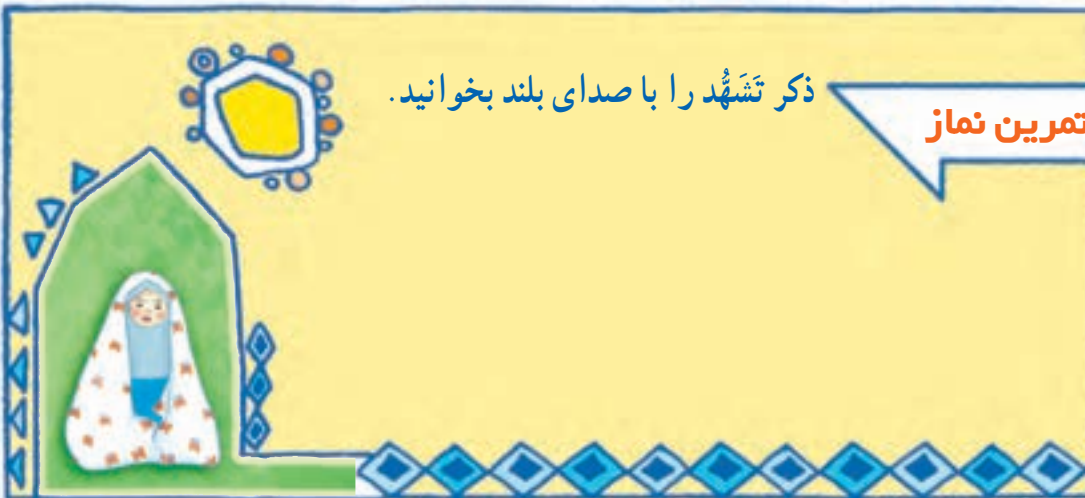 تمرین نماز
ذکر تَشَهُّد را با صدای بلند بخوانید.